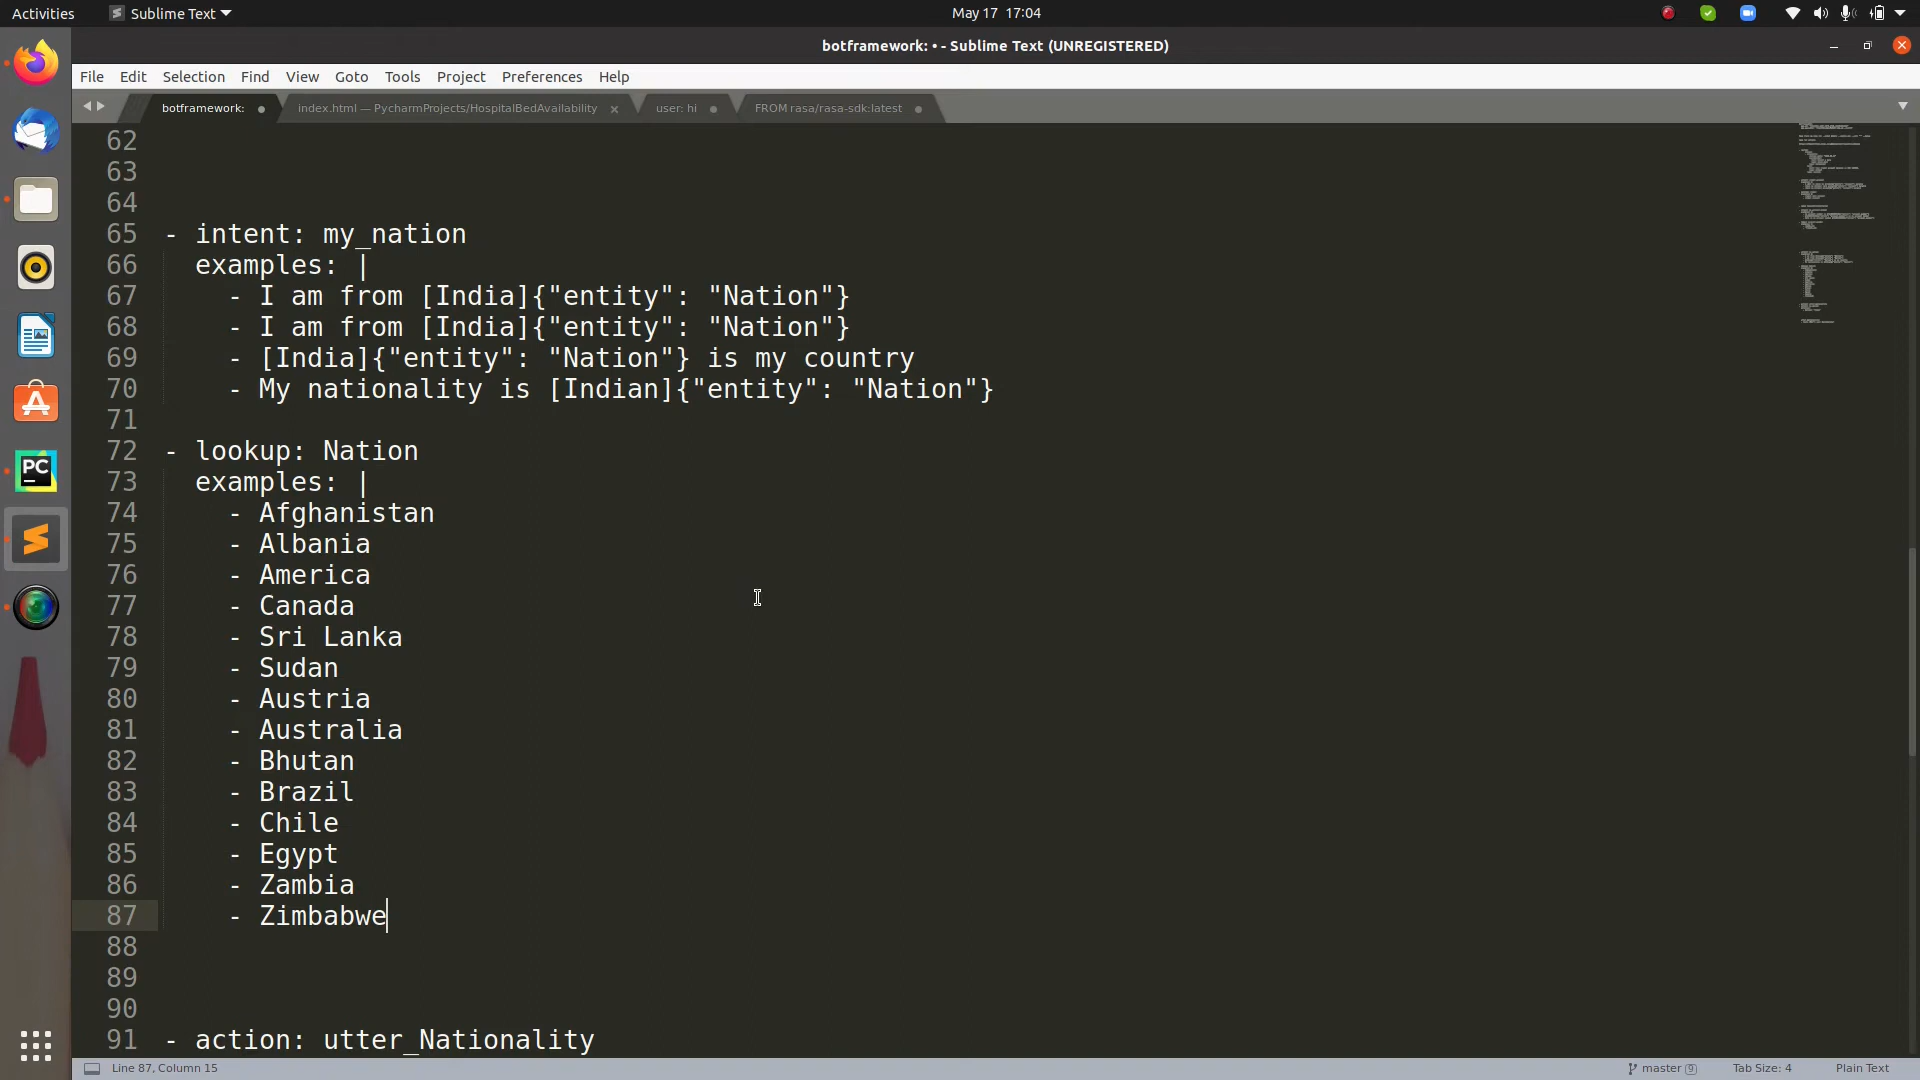 Activities Sublime Text May 17 17:04
botframework: • - Sublime Text (UNREGISTERED)
File Edit Selection Find View Goto Tools Project Preferences Help
botframework: index.html — PycharmProjects/HospitalBedAvailability user: hi FROM rasa/rasa-sdk:latest
62
63
64
65 - intent: my_nation
66 examples: |
67 - I am from [India]{"entity": "Nation"}
68 - I am from [India]{"entity": "Nation"}
69 - [India]{"entity": "Nation"} is my country
70 - My nationality is [Indian]{"entity": "Nation"}
71
72 - lookup: Nation
73 examples: |
74 - Afghanistan
75 - Albania
76 - America
77 - Canada
78 - Sri Lanka
79 - Sudan
80 - Austria
81 - Australia
82 - Bhutan
83 - Brazil
84 - Chile
85 - Egypt
86 - Zambia
87 - Zimbabwe
88
89
90
91 - action: utter_Nationality
Line 87, Column 15 master 9 Tab Size: 4 Plain Text
PC